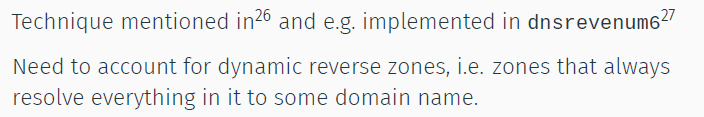 Technique mentioned in26 and e.g. implemented in dnsrevenum627
Need to account for dynamic reverse zones, i.e. zones that always
resolve everything in it to some domain name.